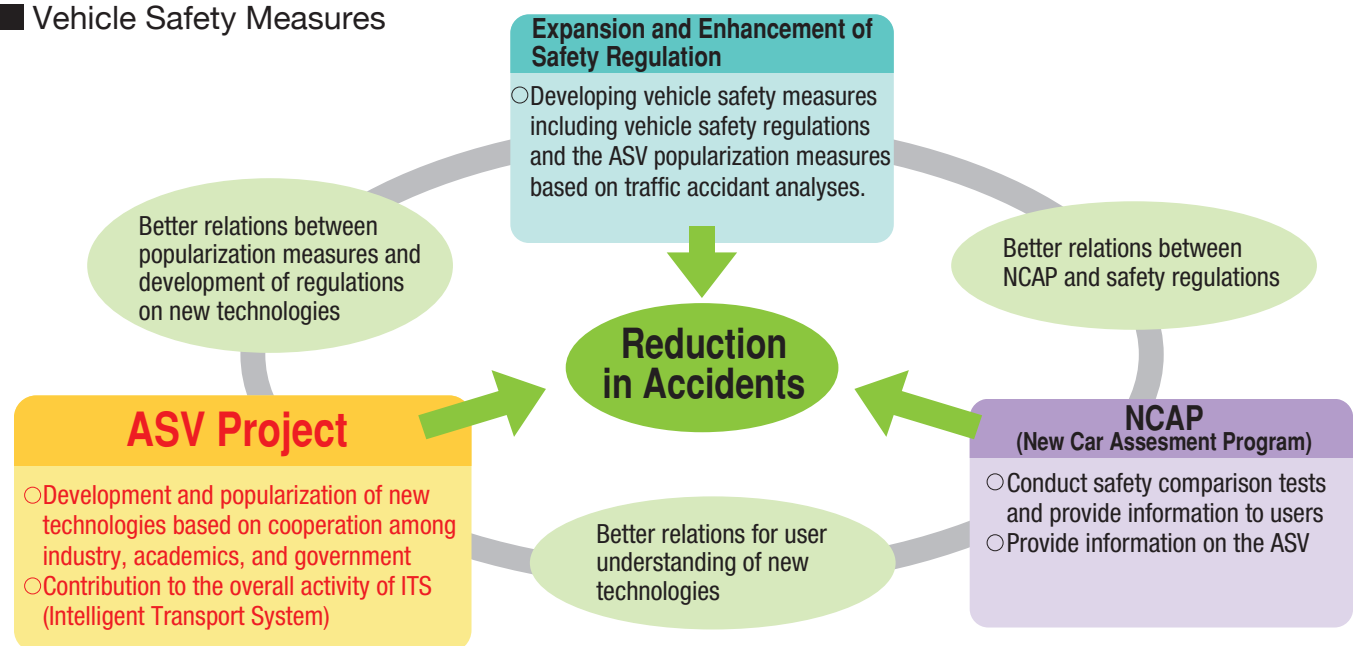 ■ Vehicle Safety Measures
Expansion and Enhancement of
Safety Regulation
○Developing vehicle safety measures
including vehicle safety regulations
and the ASV popularization measures
based on traffic accidant analyses.
Better relations between
popularization measures and
development of regulations
on new technologies
Better relations between
NCAP and safety regulations
Reduction
in Accidents
ASV Project
○Development and popularization of new
technologies based on cooperation among
industry, academics, and government
○Contribution to the overall activity of ITS
(Intelligent Transport System)
Better relations for user
understanding of new
technologies
NCAP
(New Car Assesment Program)
○Conduct safety comparison tests
and provide information to users
○Provide information on the ASV